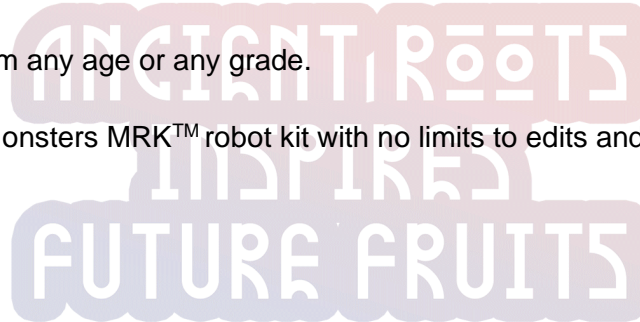 ANCIENT ROOTS
m any age or any grade.
onsters MRK™ robot kit with no limits to edits and
INSPIRES
FUTURE FRUITS